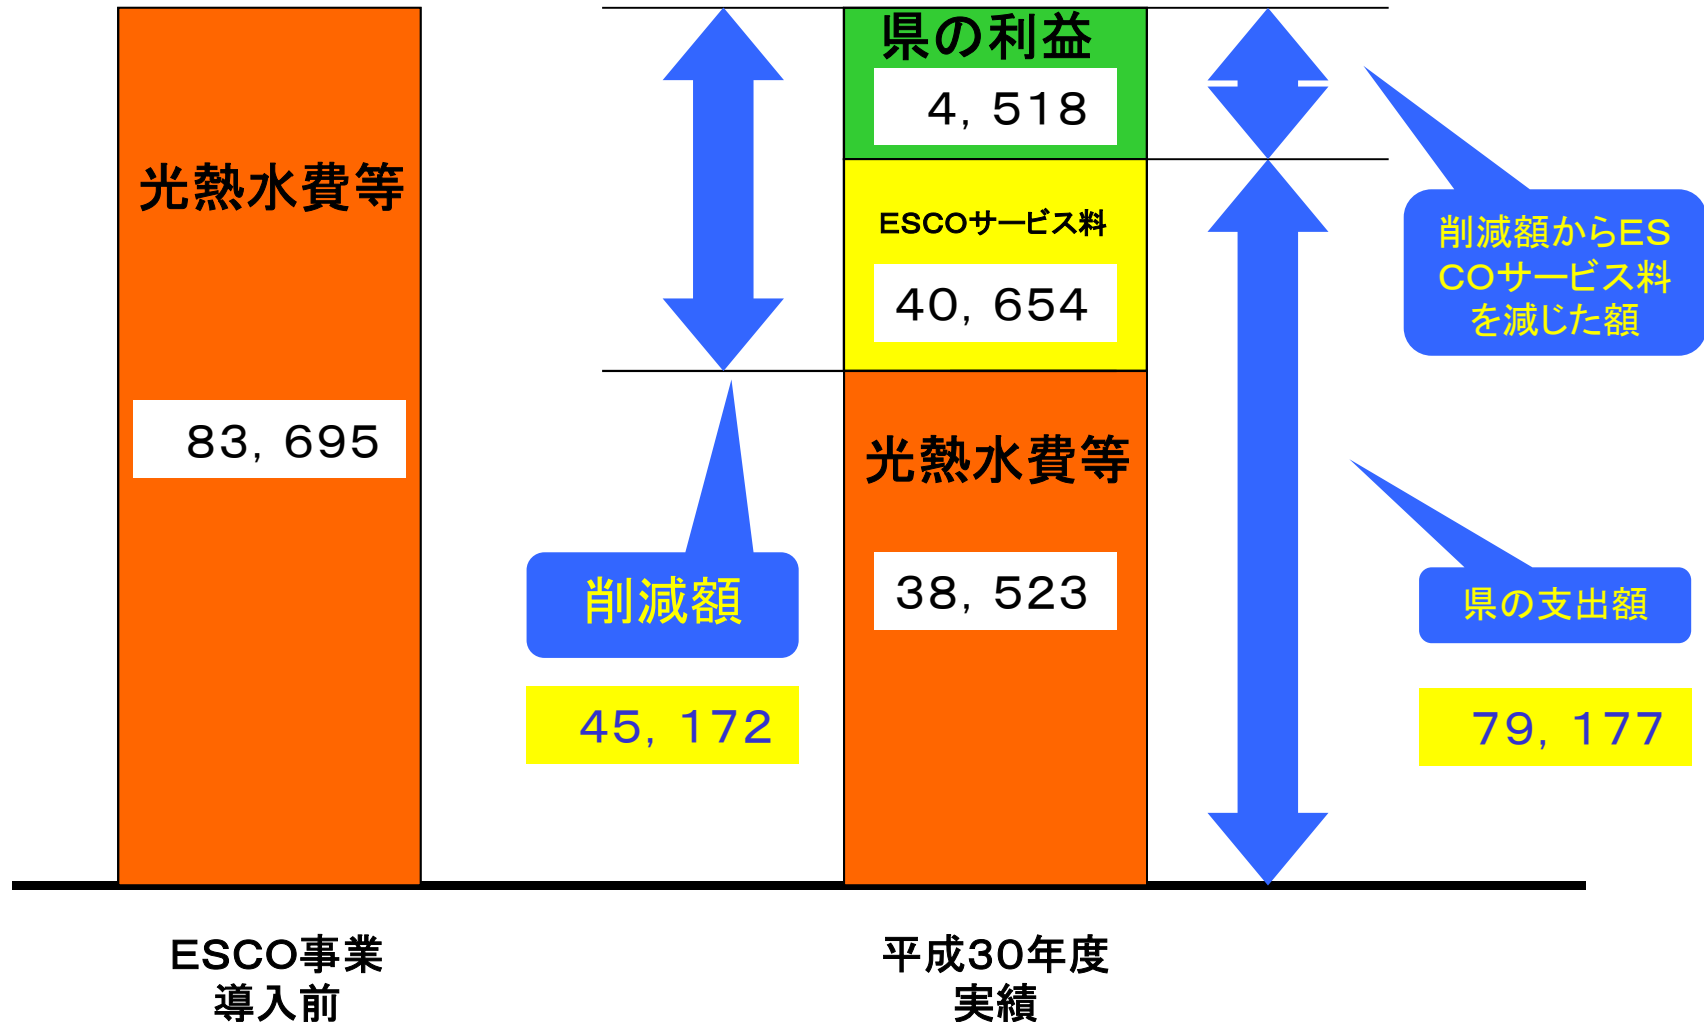 光熱水費等
83，695
ESCO事業
導入前
削減額
45，172
県の利益
4，518
ESCOサービス料
40，654
光熱水費等
38，523
平成30年度
実績
削減額からES
COサービス料
を減じた額
県の支出額
79，177